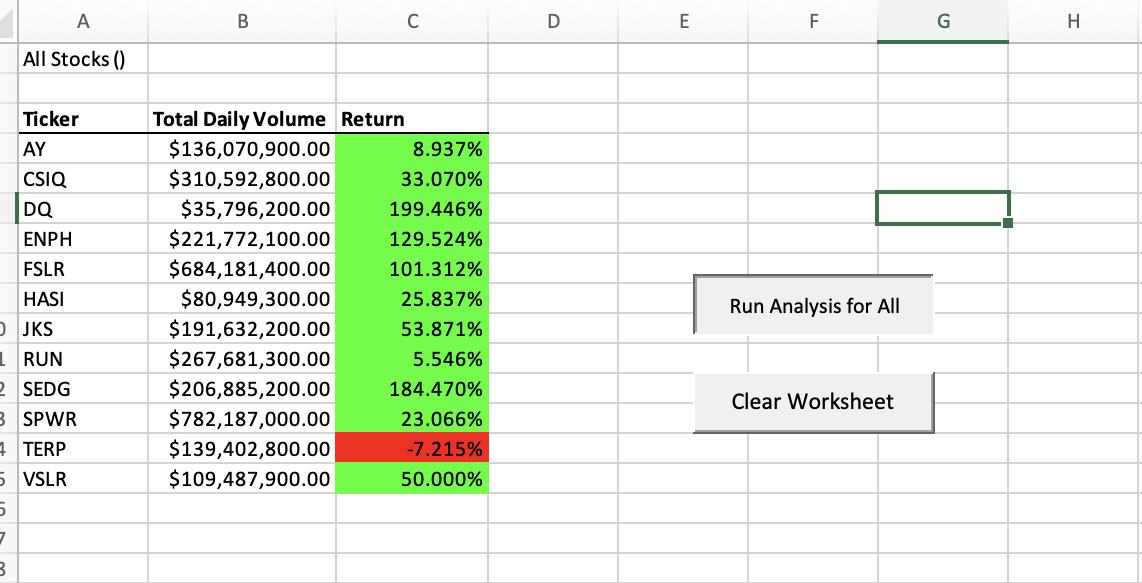 A B C D E F G H
All Stocks ()
Ticker Total Daily Volume Return
AY $136,070,900.00 8.937%
CSIQ $310,592,800.00 33.070%
DQ $35,796,200.00 199.446%
ENPH $221,772,100.00 129.524%
FSLR $684,181,400.00 101.312%
HASI $80,949,300.00 25.837%
Run Analysis for All
JKS $191,632,200.00 53.871%
RUN $267,681,300.00 5.546%
SEDG $206,885,200.00 184.470%
Clear Worksheet
SPWR $782,187,000.00 23.066%
TERP $139,402,800.00 -7.215%
VSLR $109,487,900.00 50.000%